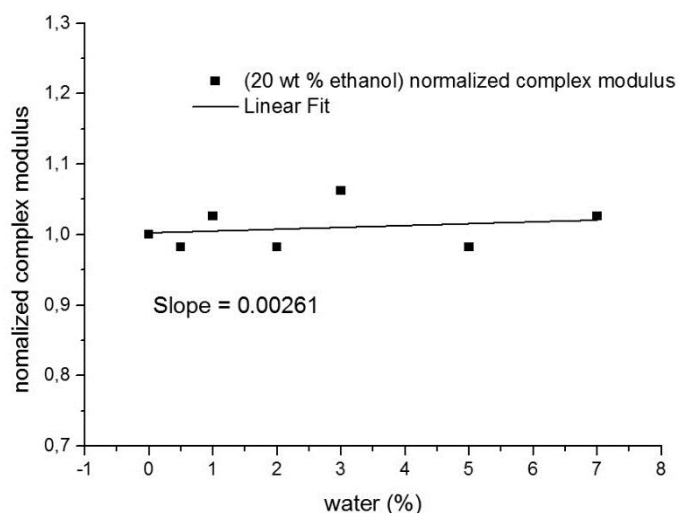 1,3
1,2
1,1
1,0
0,9
0,8
0,7
nomalized complex modulus
(20 wt % ethanol) normalized complex modulus
Linear Fit
Slope = 0.00261
-1 0 1 2 3 4 5 6 7 8
water (%)